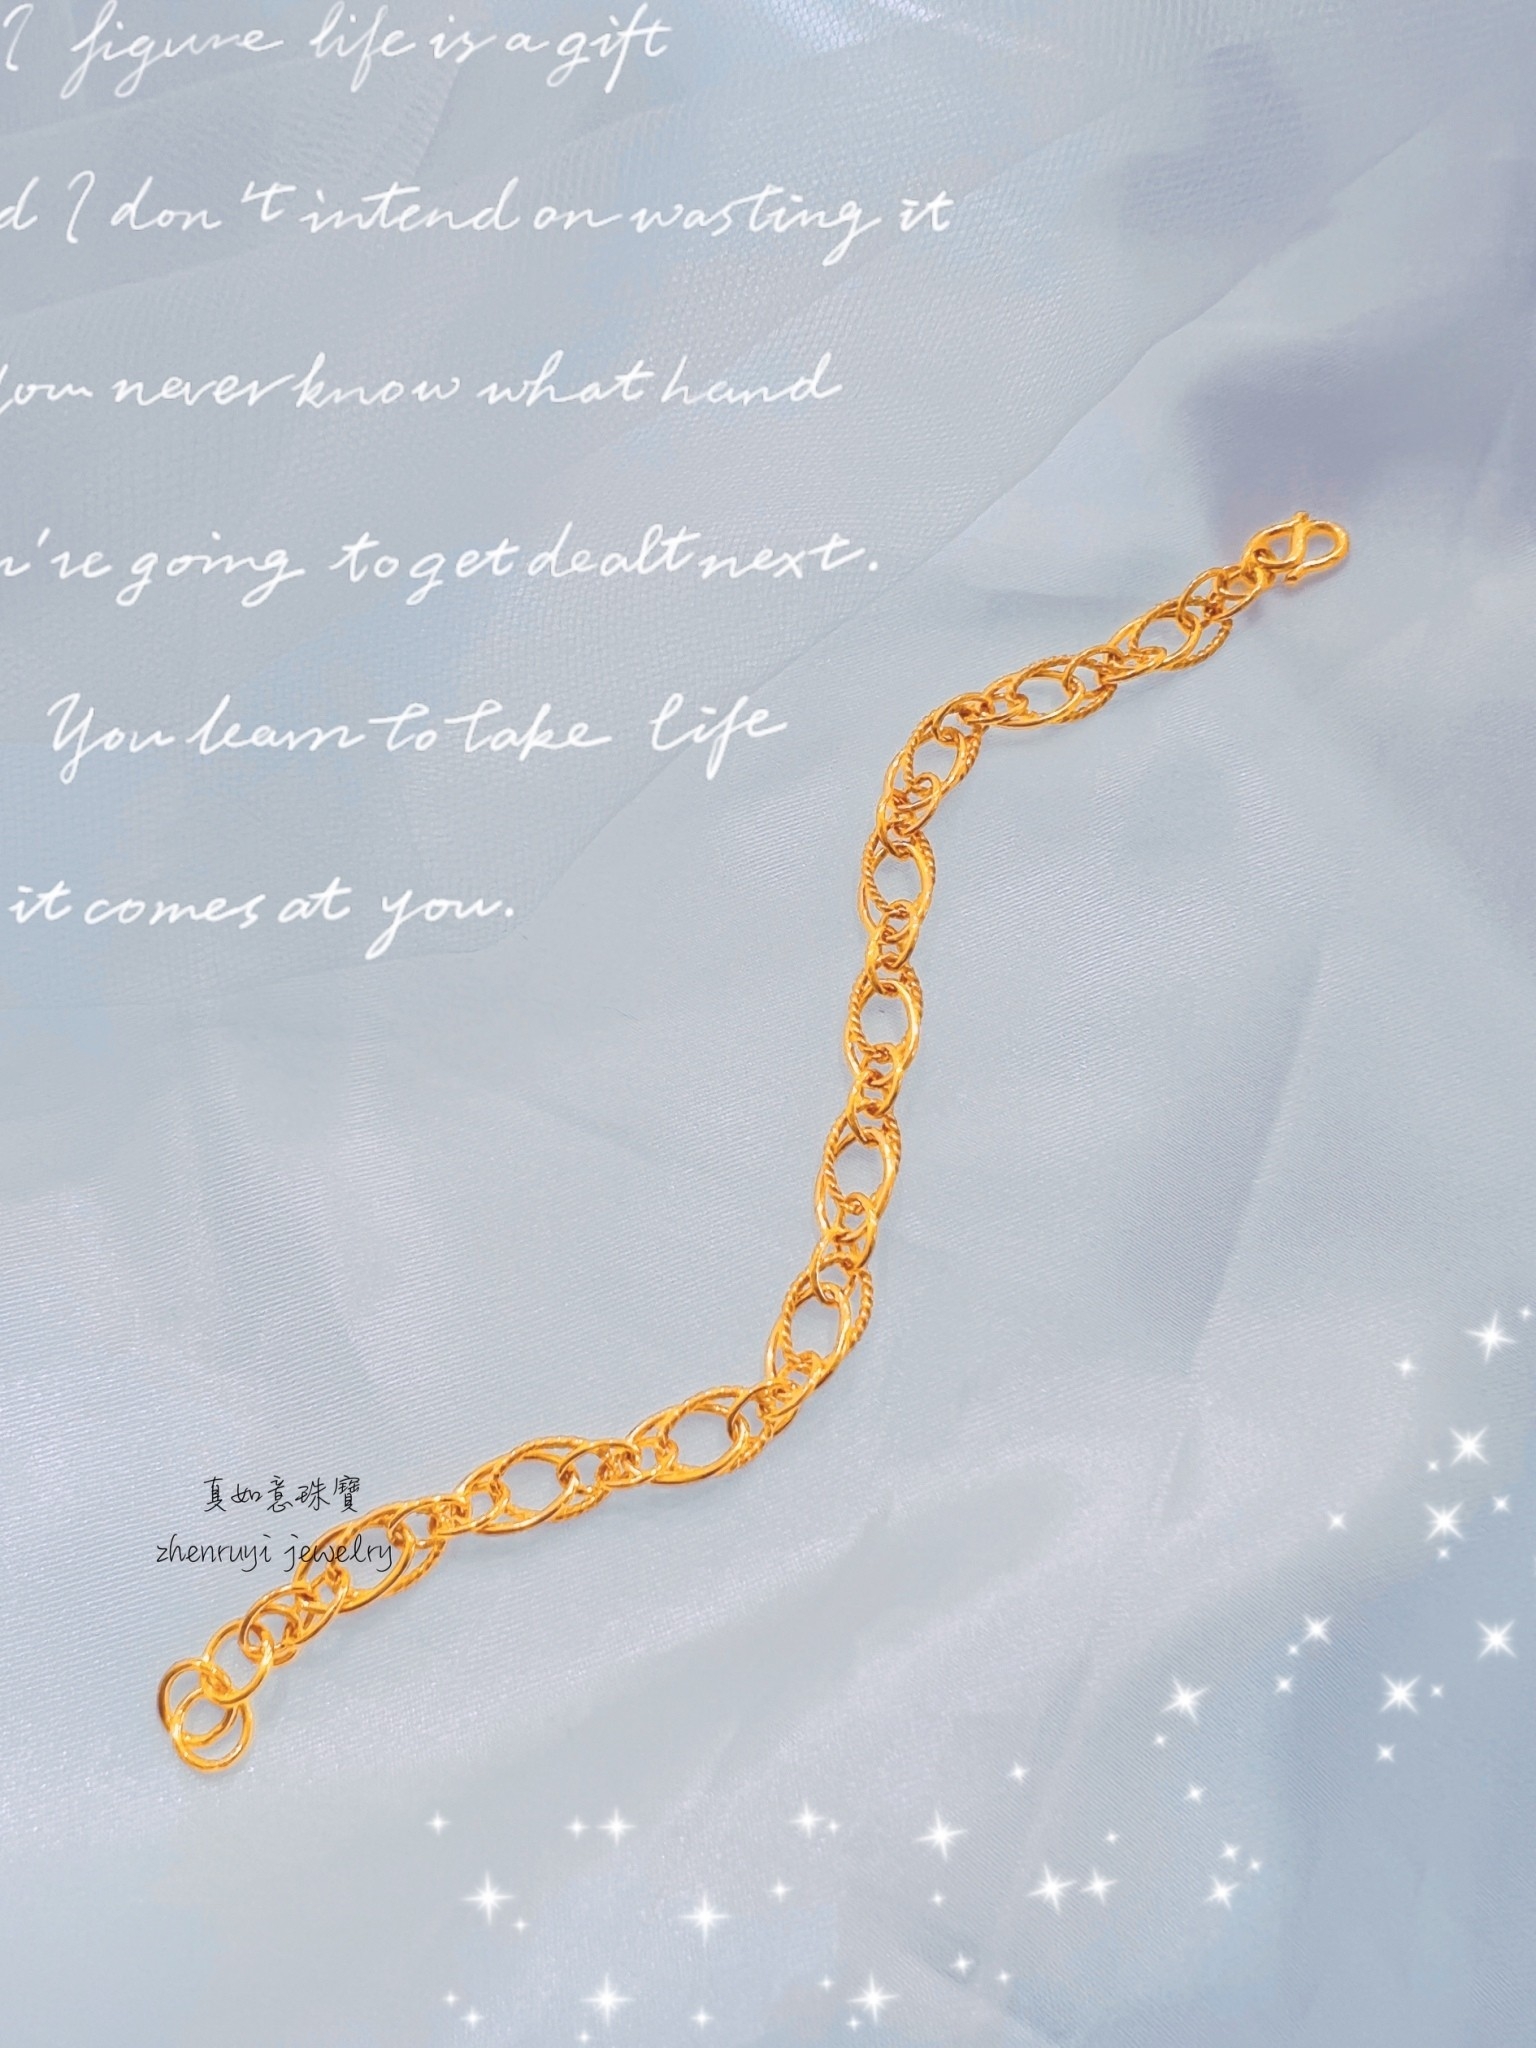 I figure life is a gift
d I don't intend on wasting it
You never know what hand
n're going to get dealt next.
You learn to take life
it comes at you.
真如意珠寶
zhenruyi jewelry